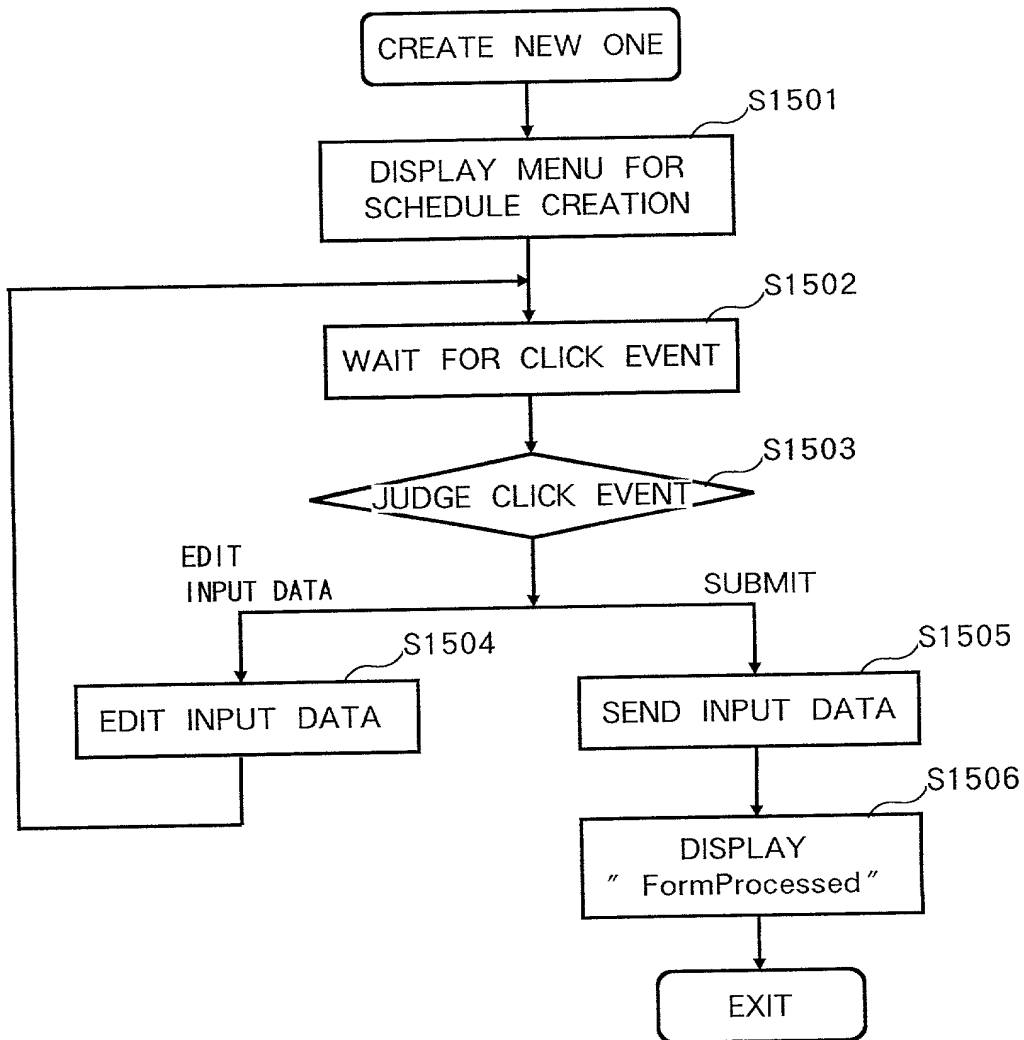 CREATE NEW ONE
S1501
DISPLAY MENU FOR
SCHEDULE CREATION
S1502
WAIT FOR CLICK EVENT
S1503
JUDGE CLICK EVENT
EDIT
INPUT DATA
SUBMIT
S1504
EDIT INPUT DATA
S1505
SEND INPUT DATA
S1506
DISPLAY
" FormProcessed "
EXIT